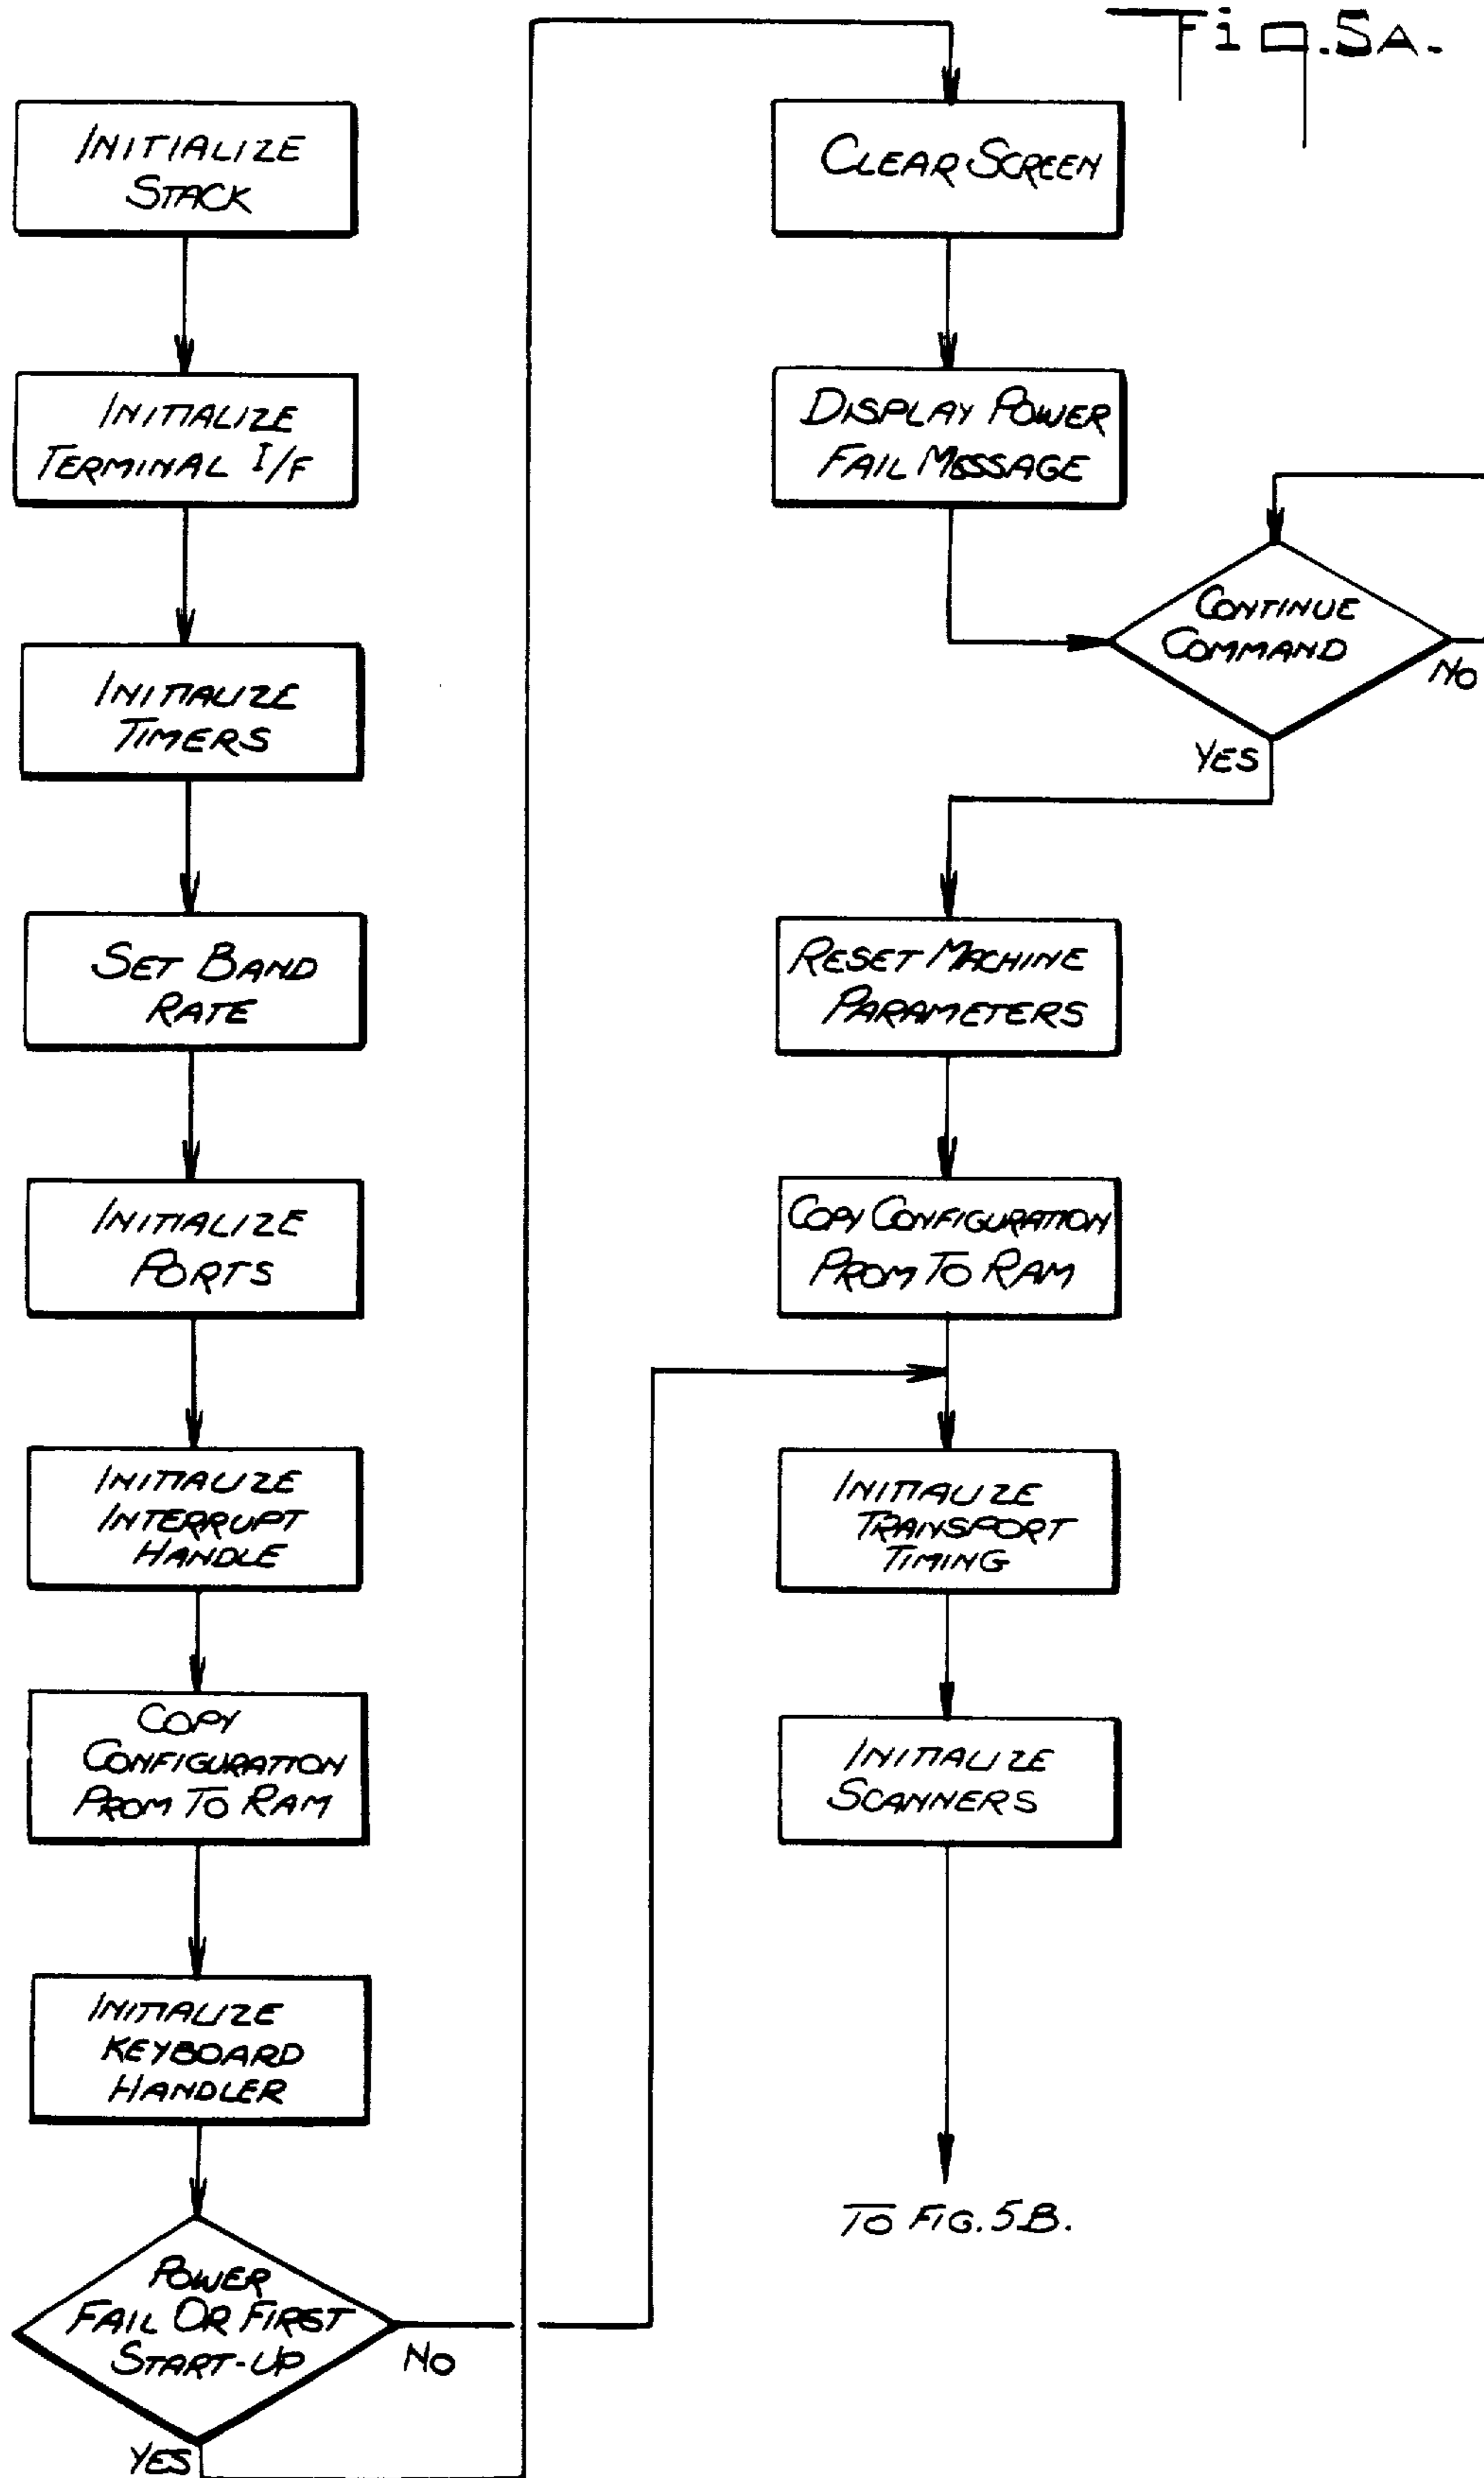 Fig.5A.
INITIALIZE
STACK
INITIALIZE
TERMINAL I/F
INITIALIZE
TIMERS
SET BAND
RATE
INITIALIZE
PORTS
INITIALIZE
INTERRUPT
HANDLE
COPY
CONFIGURATION
PROM TO RAM
INITIALIZE
KEYBOARD
HANDLER
POWER
FAIL OR FIRST
START-UP
NO
YES
CLEAR SCREEN
DISPLAY POWER
FAIL MESSAGE
CONTINUE
COMMAND
NO
YES
RESET MACHINE
PARAMETERS
COPY CONFIGURATION
PROM TO RAM
INITIALIZE
TRANSPORT
TIMING
INITIALIZE
SCANNERS
TO FIG. 5B.